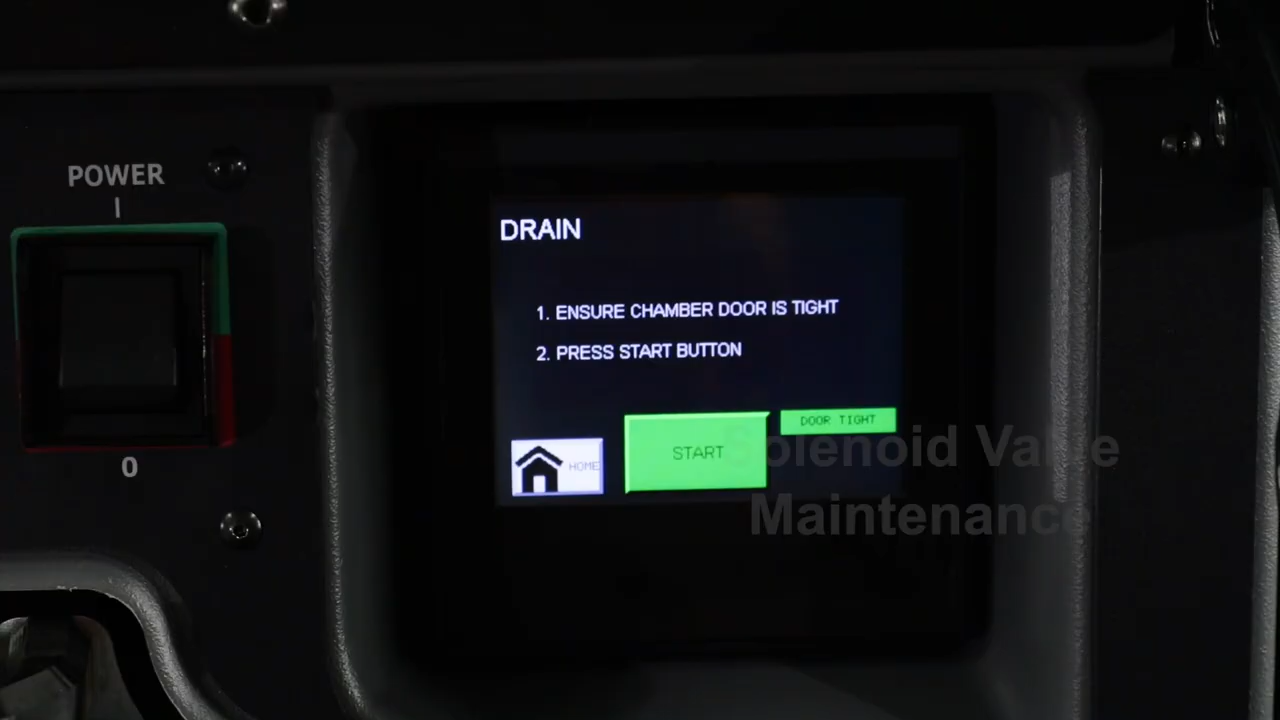 POWER
I
0
DRAIN
1. ENSURE CHAMBER DOOR IS TIGHT
2. PRESS START BUTTON
DOOR TIGHT
START
HOME
Solenoid Valve
Maintenance